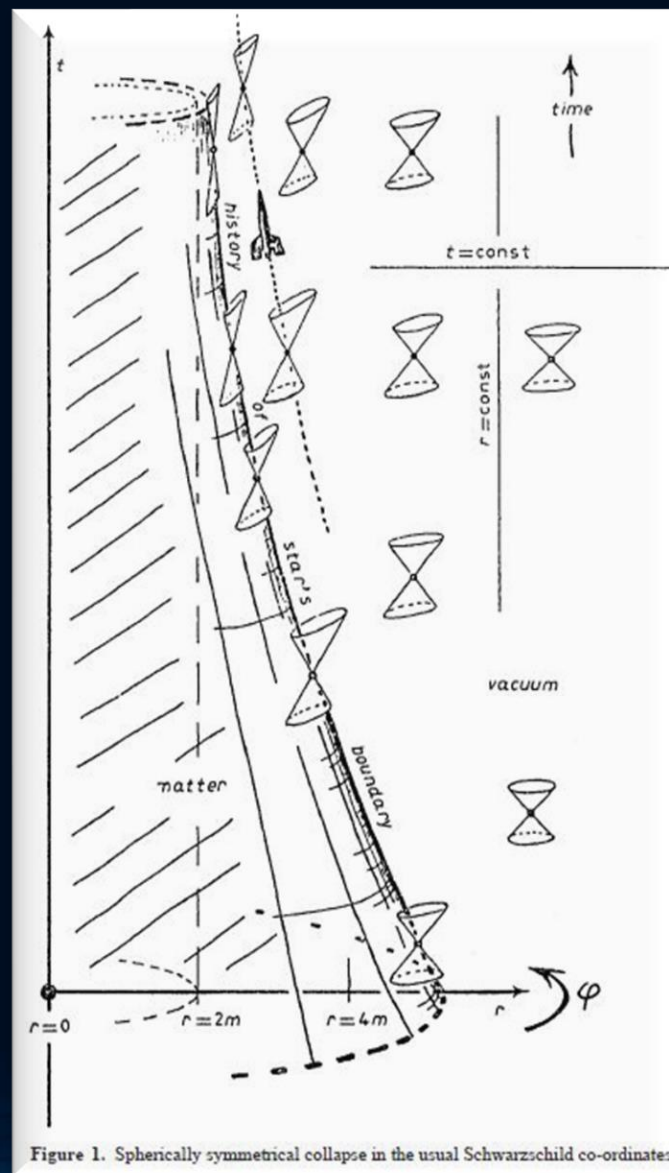 t
time
history
t=const
r=const
of
star's
vacuum
boundary
matter
r=0
r=2m
r=4m
r
φ
Figure 1. Spherically symmetrical collapse in the usual Schwarzschild co-ordinates